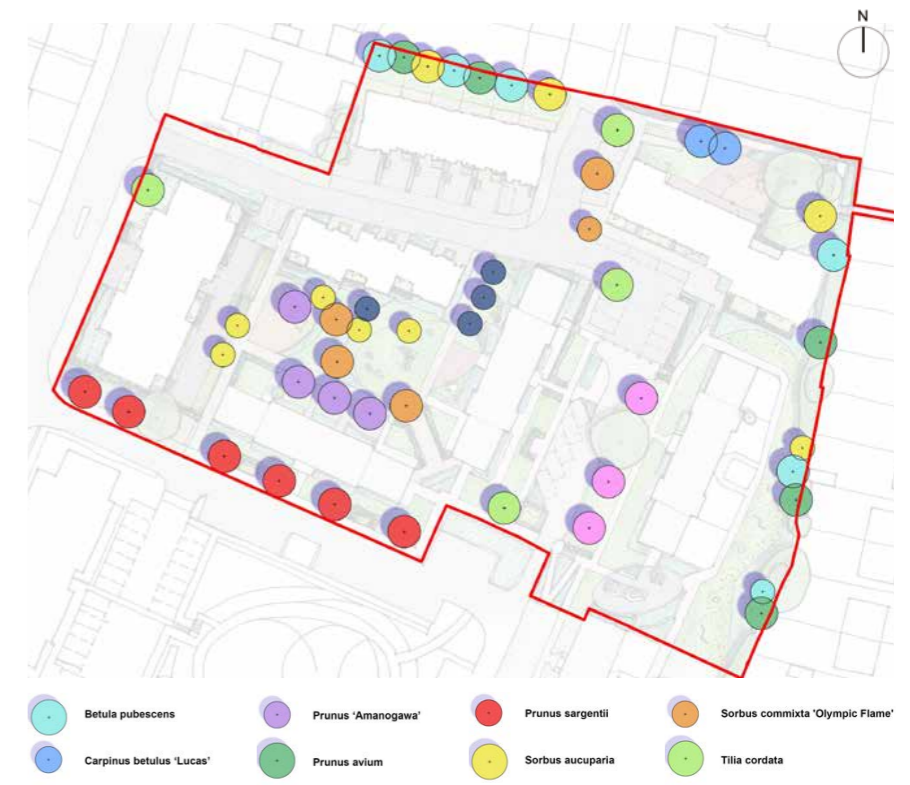 N
Betula pubescens
Prunus ‘Amanogawa’
Prunus sargentii
Sorbus commixta 'Olympic Flame'
Carpinus betulus ‘Lucas’
Prunus avium
Sorbus aucuparia
Tilia cordata